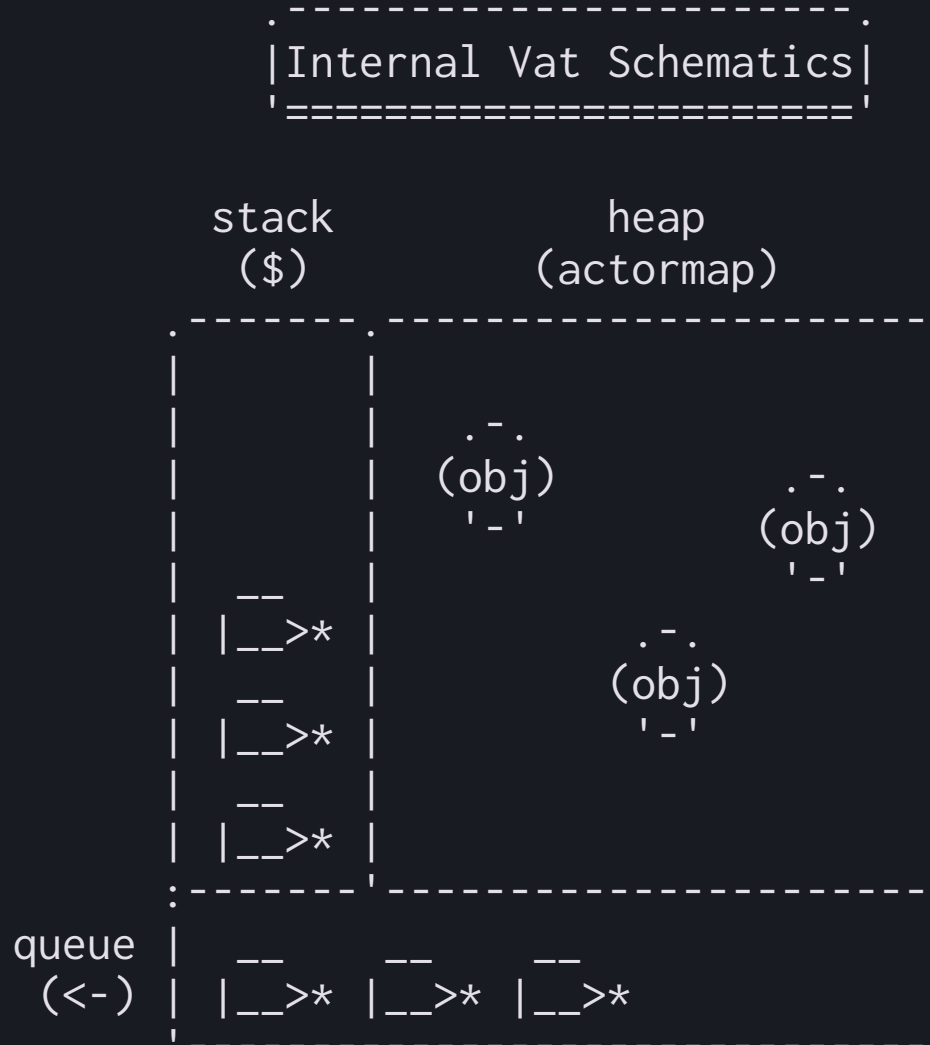 Internal Vat Schematics
stack heap
($) (actormap)
(obj)
(obj)
(obj)
queue
(<-)